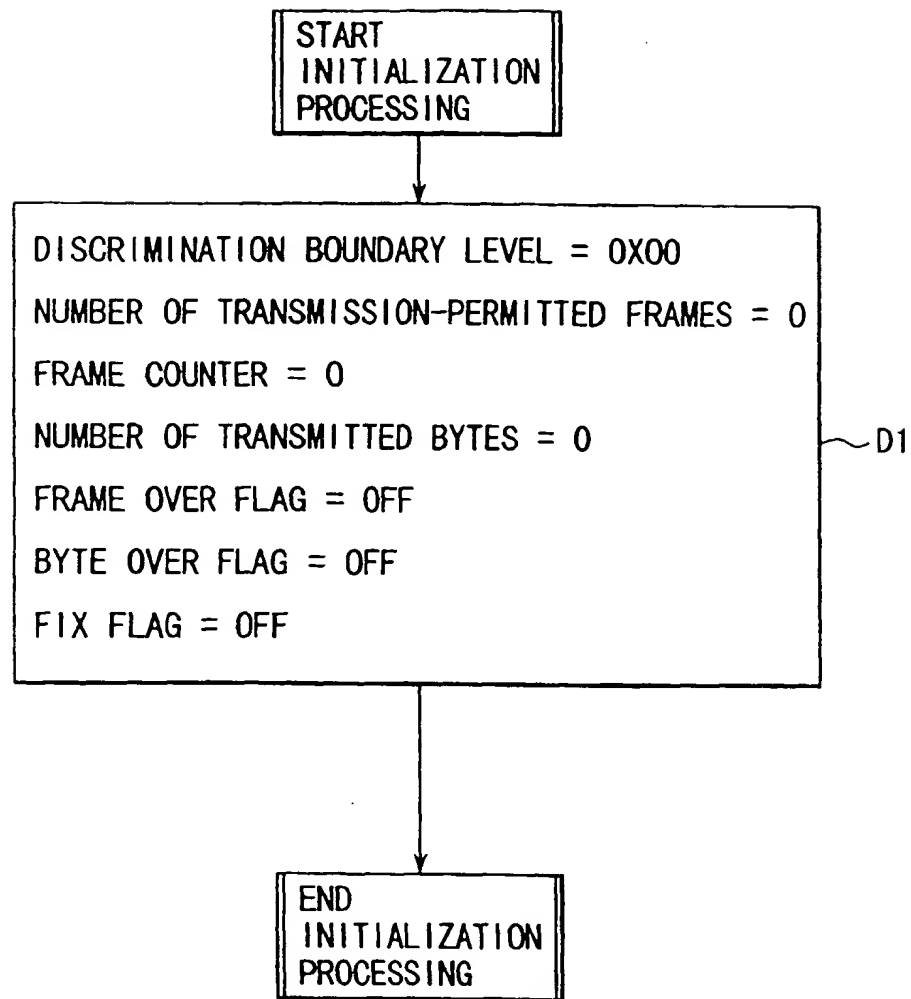 START
INITIALIZATION
PROCESSING
DISCRIMINATION BOUNDARY LEVEL = 0X00
NUMBER OF TRANSMISSION-PERMITTED FRAMES = 0
FRAME COUNTER = 0
NUMBER OF TRANSMITTED BYTES = 0
D1
FRAME OVER FLAG = OFF
BYTE OVER FLAG = OFF
FIX FLAG = OFF
END
INITIALIZATION
PROCESSING